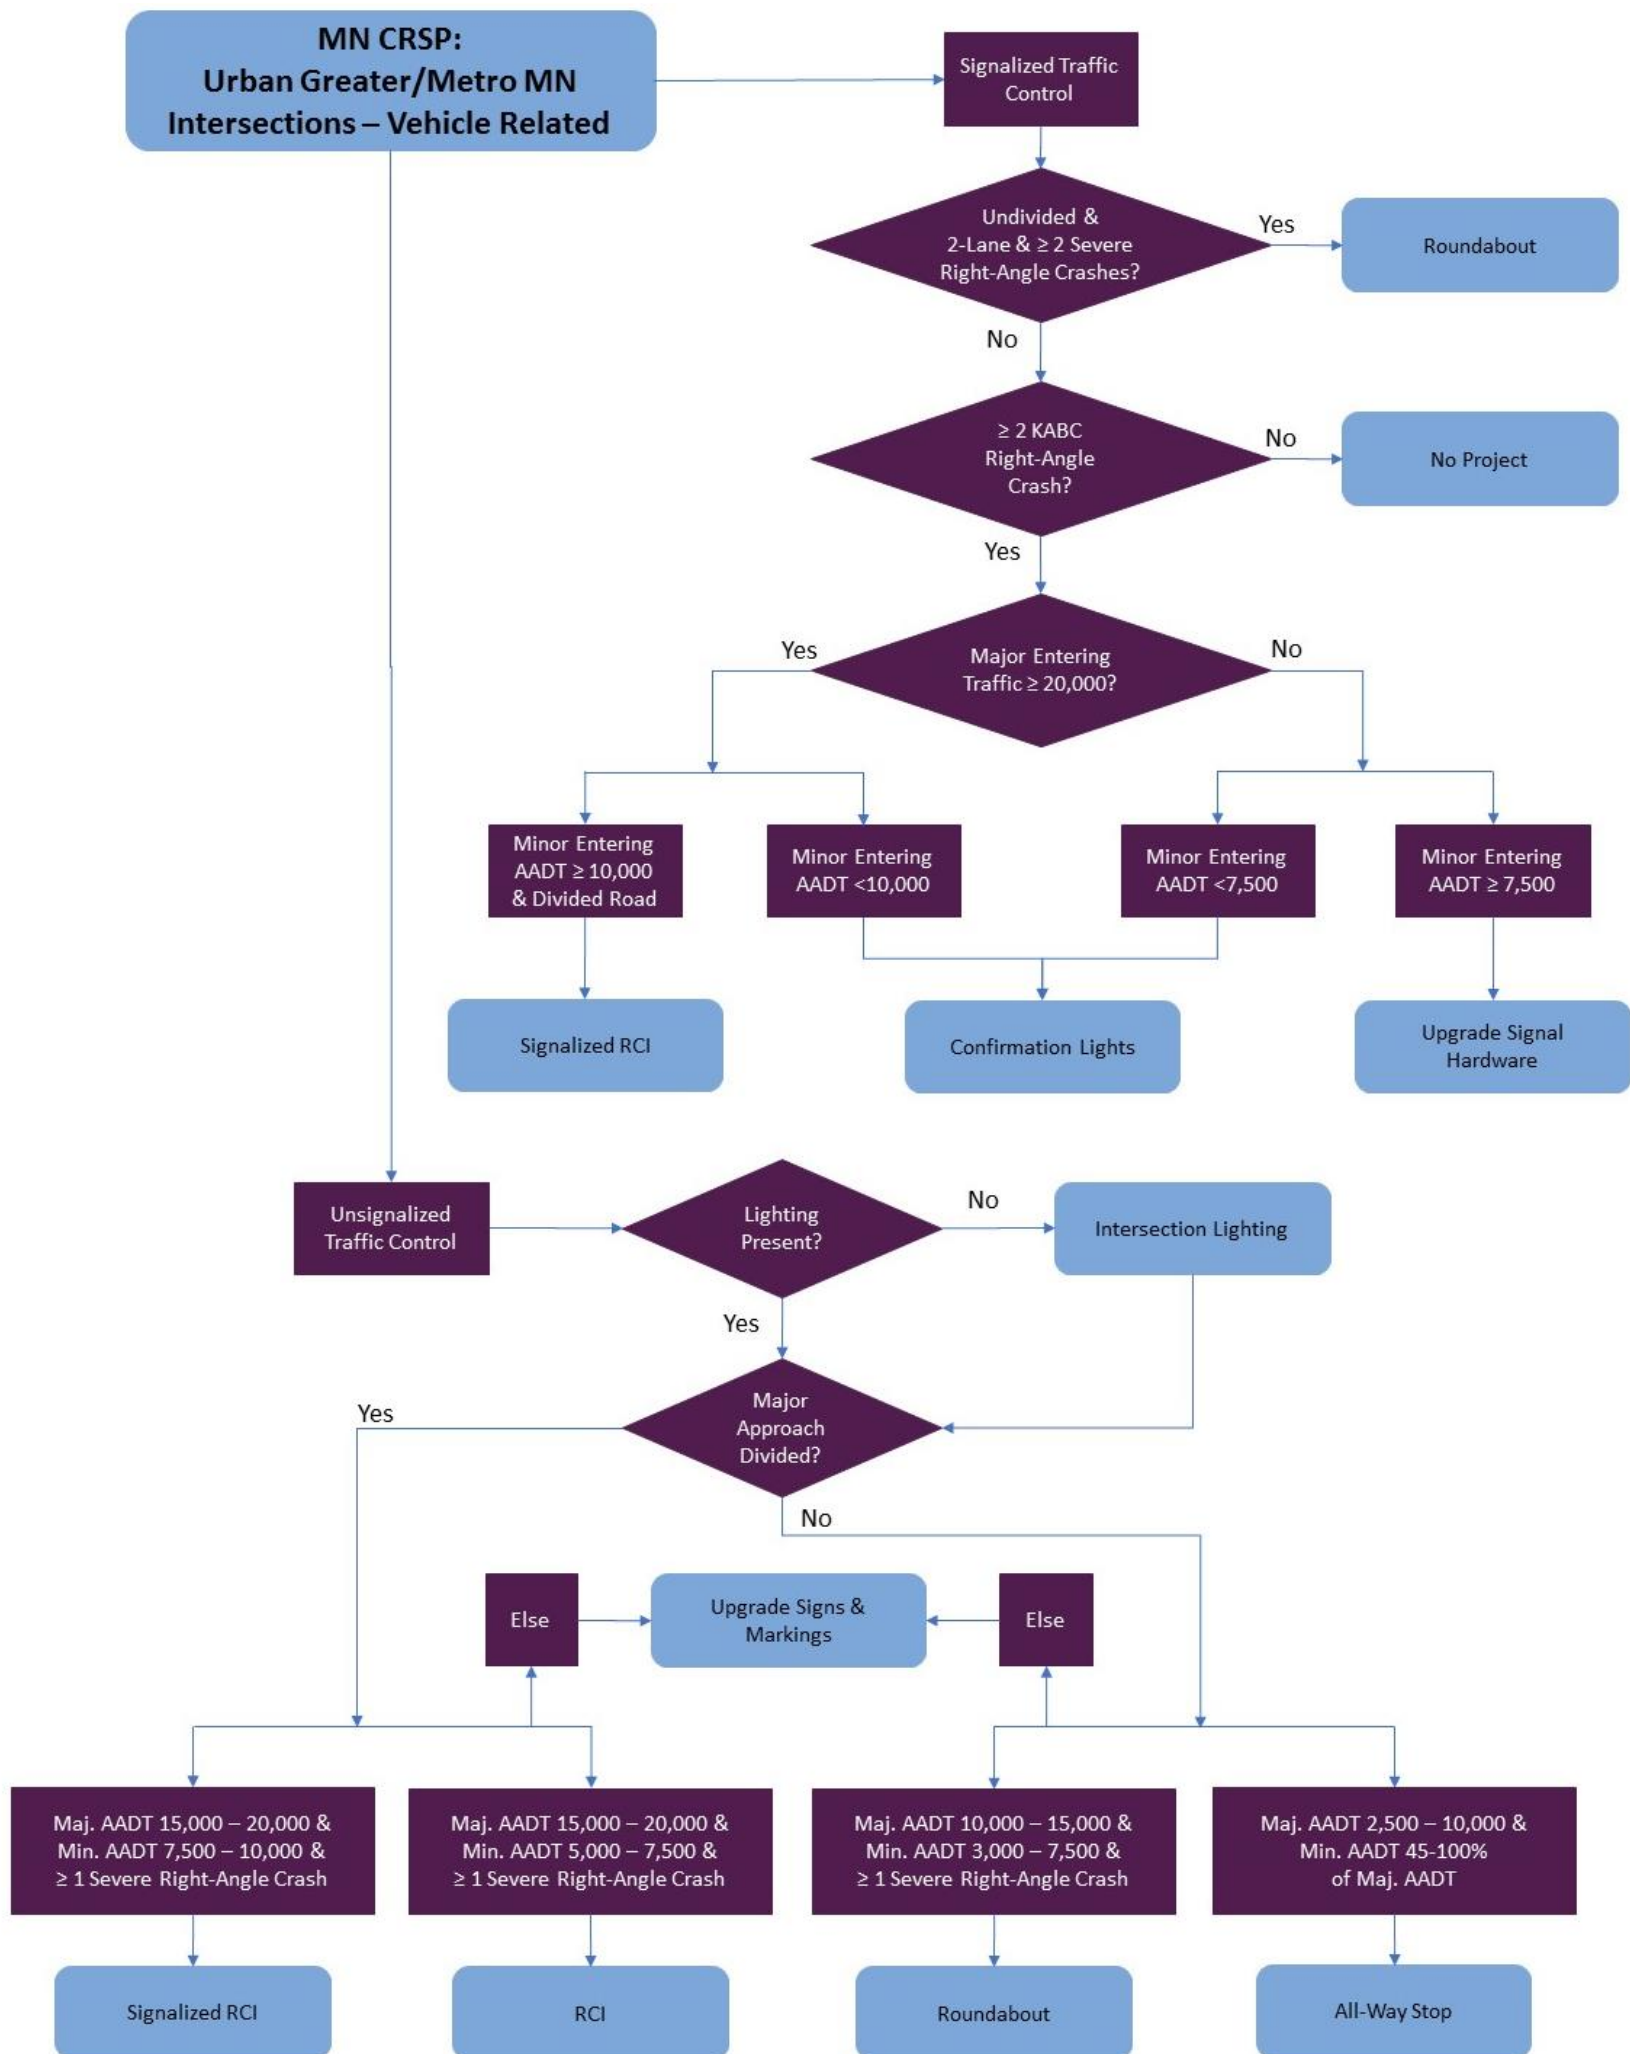 MN CRSP:
Urban Greater/Metro MN
Intersections – Vehicle Related
Signalized Traffic
Control
Undivided &
2-Lane & ≥ 2 Severe
Right-Angle Crashes?
Yes
Roundabout
No
≥ 2 KABC
Right-Angle
Crash?
No
No Project
Yes
Major Entering
Traffic ≥ 20,000?
Yes
No
Minor Entering
AADT ≥ 10,000
& Divided Road
Minor Entering
AADT <10,000
Minor Entering
AADT <7,500
Minor Entering
AADT ≥ 7,500
Signalized RCI
Confirmation Lights
Upgrade Signal
Hardware
Unsignalized
Traffic Control
Lighting
Present?
No
Intersection Lighting
Yes
Major
Approach
Divided?
Yes
No
Else
Upgrade Signs &
Markings
Else
Maj. AADT 15,000 – 20,000 &
Min. AADT 7,500 – 10,000 &
≥ 1 Severe Right-Angle Crash
Maj. AADT 15,000 – 20,000 &
Min. AADT 5,000 – 7,500 &
≥ 1 Severe Right-Angle Crash
Maj. AADT 10,000 – 15,000 &
Min. AADT 3,000 – 7,500 &
≥ 1 Severe Right-Angle Crash
Maj. AADT 2,500 – 10,000 &
Min. AADT 45-100%
of Maj. AADT
Signalized RCI
RCI
Roundabout
All-Way Stop